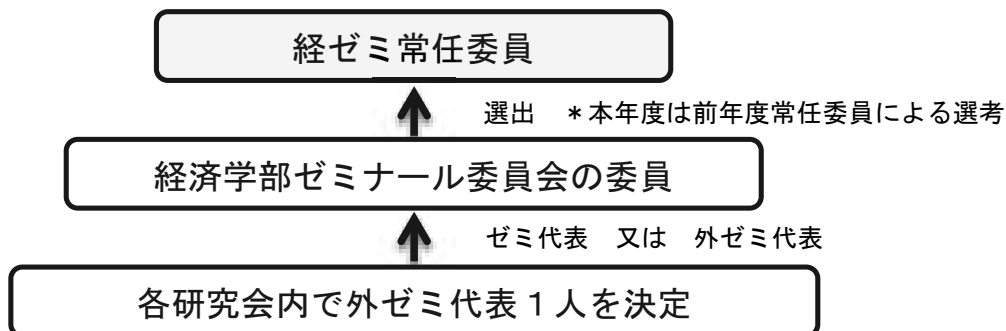 経ゼミ常任委員
選出　＊本年度は前年度常任委員による選考
経済学部ゼミナール委員会の委員
ゼミ代表　又は　外ゼミ代表
各研究会内で外ゼミ代表１人を決定